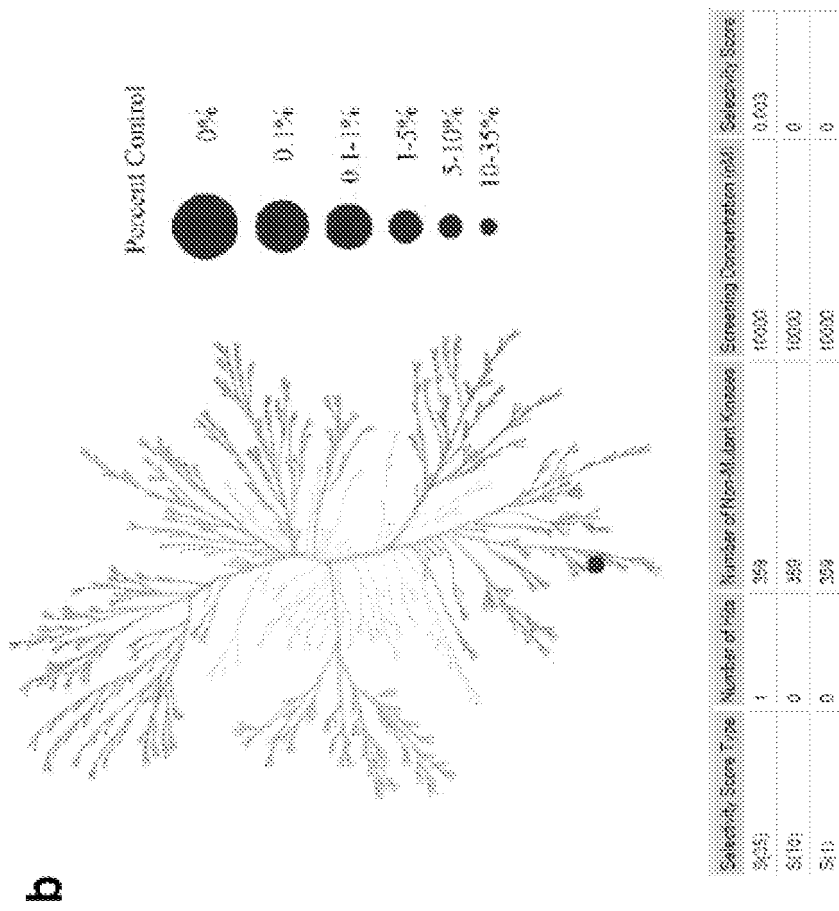 b
Percent Control
0%
0.1%
0.1-1%
1-5%
5-10%
10-35%
Selectivity Score Type Number of Hits Number of Non-Mutant Kinases Screening Concentration (nM) Selectivity Score
S(35) 1 359 10000 0.003
S(10) 0 359 10000 0
S(1) 0 359 10000 0